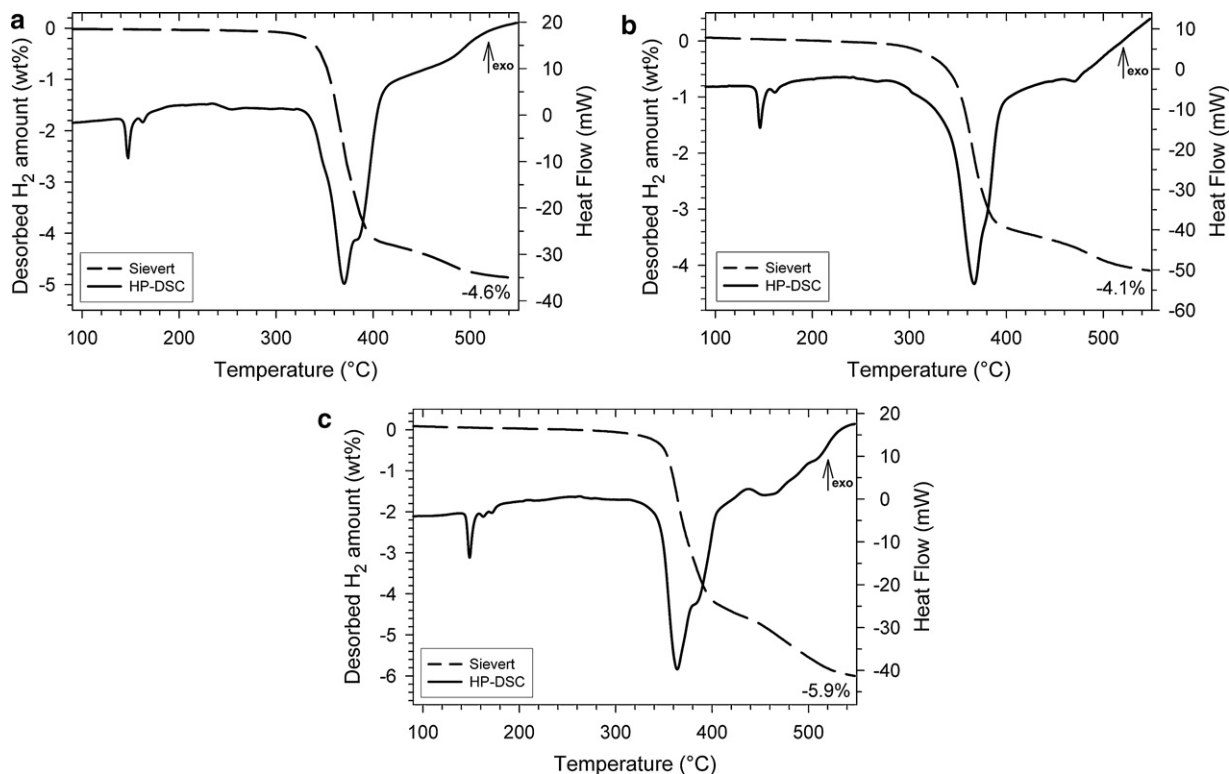 a
Desorbed H₂ amount (wt%)
0
-1
-2
-3
-4
-5
20
10
0
-10
-20
-30
-40
Heat Flow (mW)
exo
Sievert
HP-DSC
-4.6%
100 200 300 400 500
Temperature (°C)
b
Desorbed H₂ amount (wt%)
0
-1
-2
-3
-4
10
0
-10
-20
-30
-40
-50
-60
Heat Flow (mW)
exo
Sievert
HP-DSC
-4.1%
100 200 300 400 500
Temperature (°C)
c
Desorbed H₂ amount (wt%)
0
-1
-2
-3
-4
-5
-6
20
10
0
-10
-20
-30
-40
Heat Flow (mW)
exo
Sievert
HP-DSC
-5.9%
100 200 300 400 500
Temperature (°C)